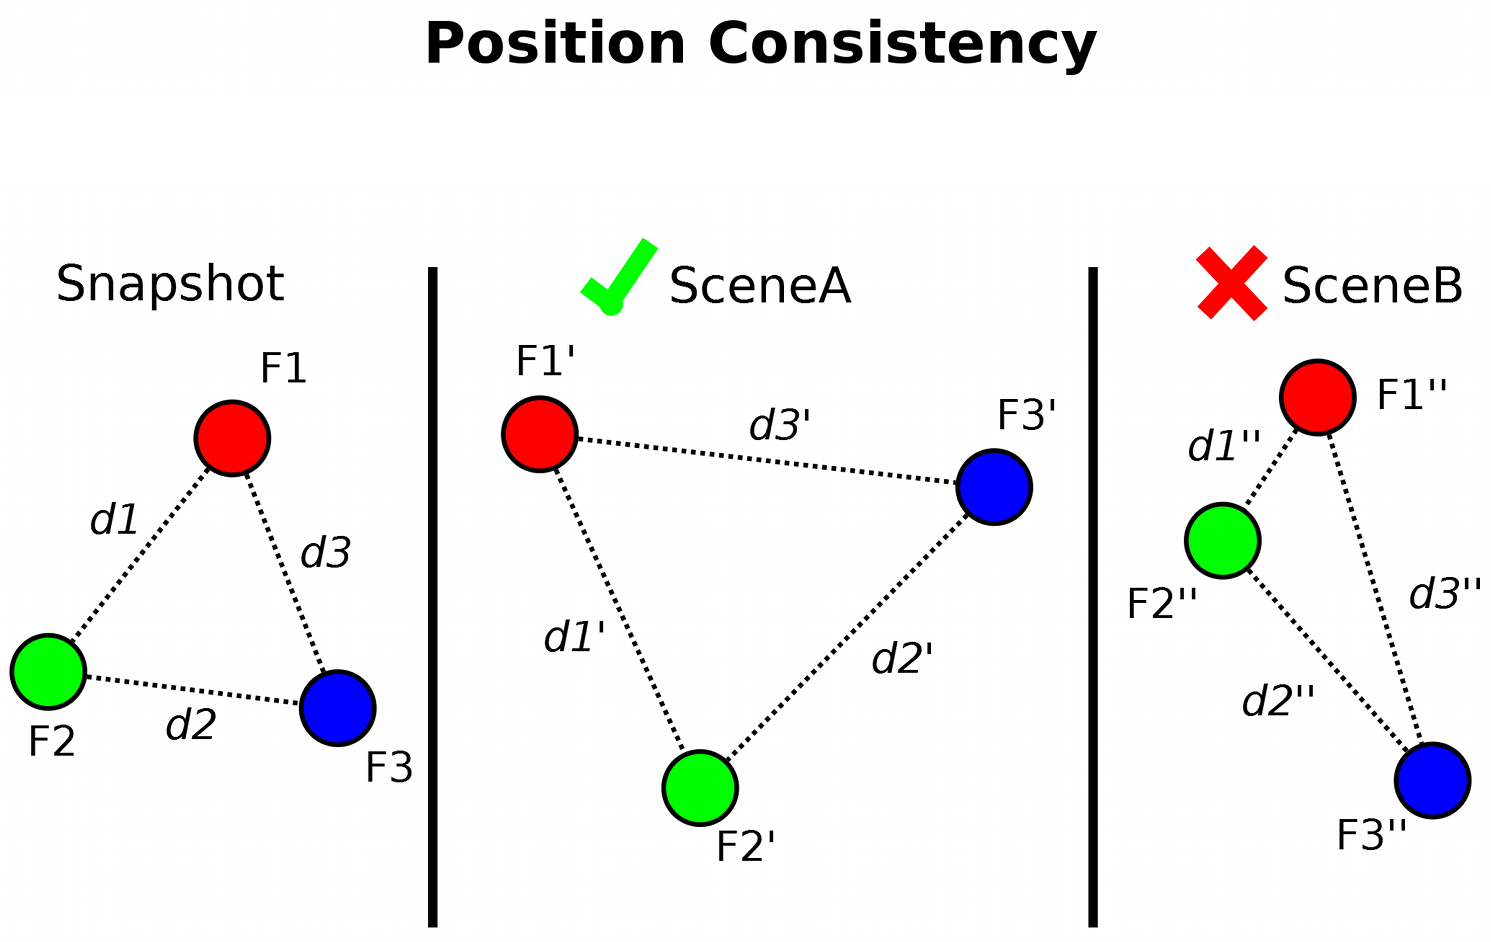 Position Consistency
Snapshot
F1
d1
d3
F2
d2
F3
SceneA
F1'
d3'
F3'
d1'
d2'
F2'
SceneB
F1''
d1''
F2''
d3''
d2''
F3''